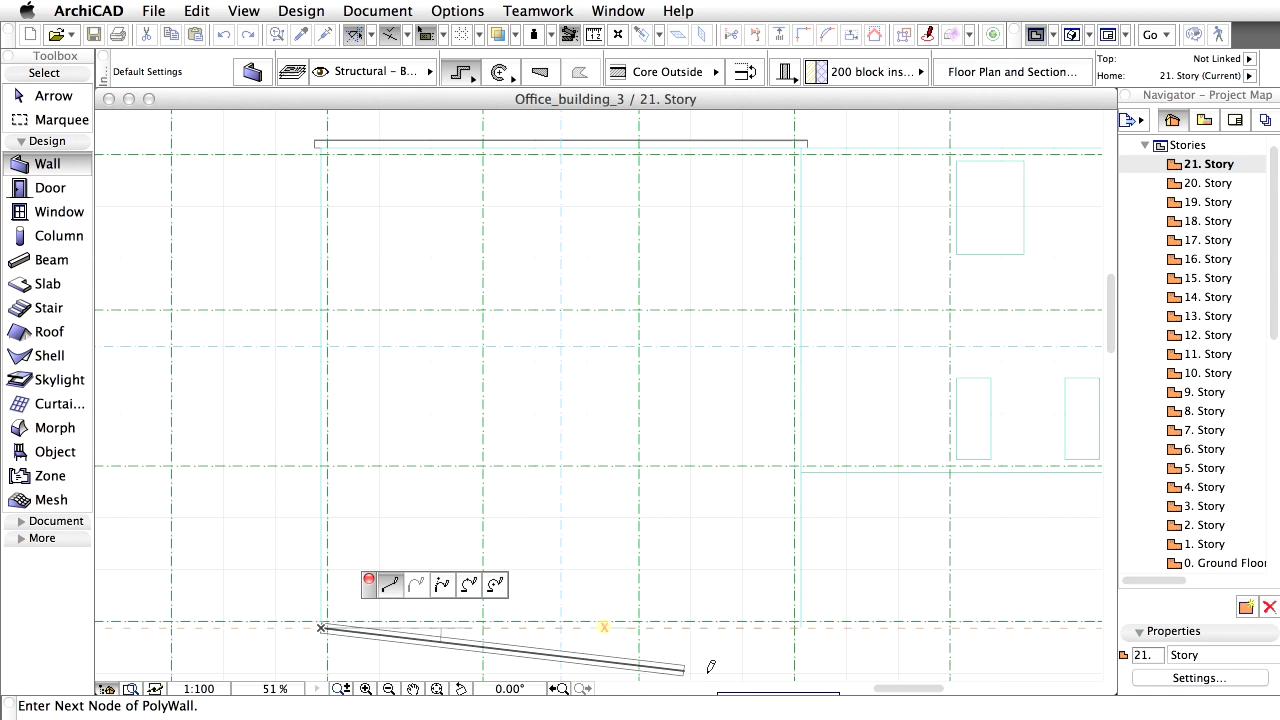 ArchiCAD File Edit View Design Document Options Teamwork Window Help
Go
Toolbox
Select
Arrow
Marquee
Design
Wall
Door
Window
Column
Beam
Slab
Stair
Roof
Shell
Skylight
Curtai...
Morph
Object
Zone
Mesh
Document
More
Default Settings
Structural - B...
Core Outside
200 block ins...
Floor Plan and Section...
Top: Not Linked
Home: 21. Story (Current)
Office_building_3 / 21. Story
Navigator - Project Map
Stories
21. Story
20. Story
19. Story
18. Story
17. Story
16. Story
15. Story
14. Story
13. Story
12. Story
11. Story
10. Story
9. Story
8. Story
7. Story
6. Story
5. Story
4. Story
3. Story
2. Story
1. Story
0. Ground Floor
Properties
21. Story
Settings...
1:100 51 % 0.00°
Enter Next Node of PolyWall.